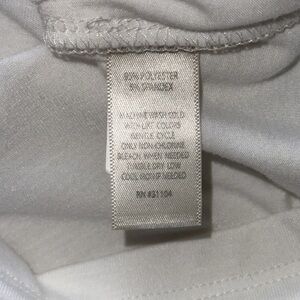 95% POLYESTER
5% SPANDEX
MACHINE WASH COLD
WITH LIKE COLORS
GENTLE CYCLE
ONLY NON-CHLORINE
BLEACH WHEN NEEDED
TUMBLE DRY LOW
COOL IRON IF NEEDED
RN #31104